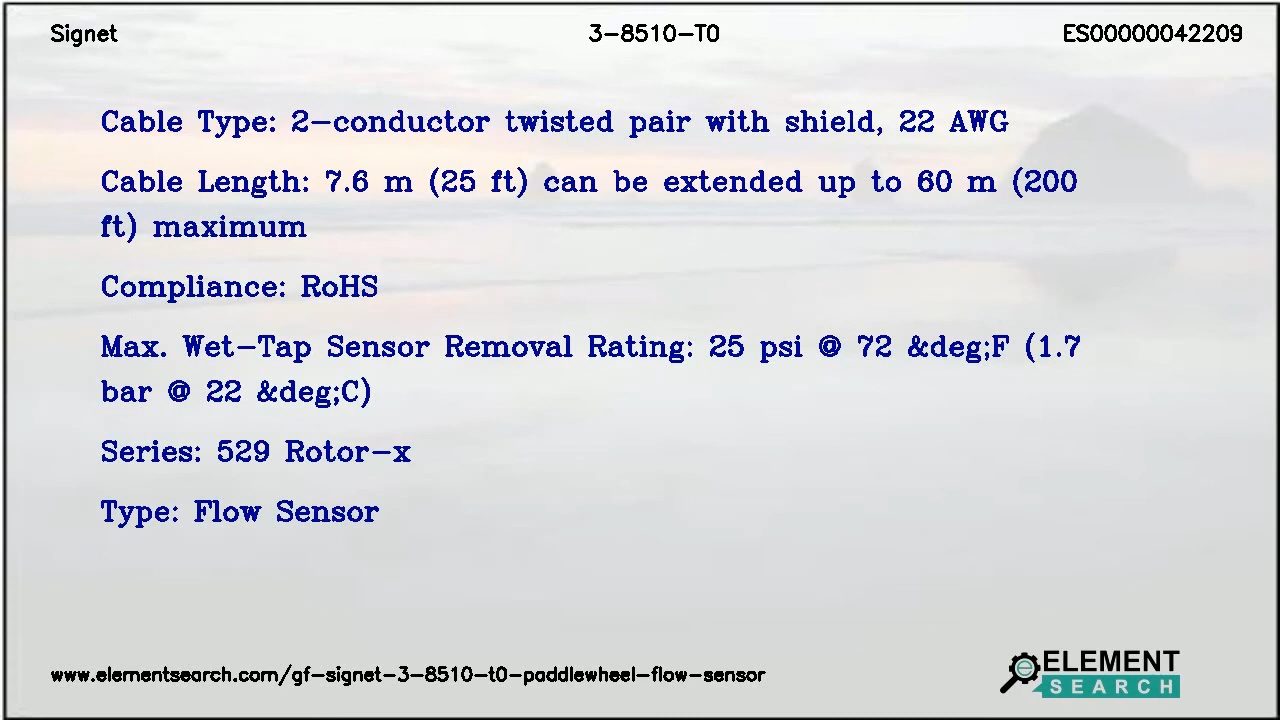 Signet
3-8510-T0
ES00000042209
Cable Type: 2-conductor twisted pair with shield, 22 AWG
Cable Length: 7.6 m (25 ft) can be extended up to 60 m (200
ft) maximum
Compliance: RoHS
Max. Wet-Tap Sensor Removal Rating: 25 psi @ 72 &deg;F (1.7
bar @ 22 &deg;C)
Series: 529 Rotor-x
Type: Flow Sensor
www.elementsearch.com/gf-signet-3-8510-t0-paddlewheel-flow-sensor
e
ELEMENT
SEARCH